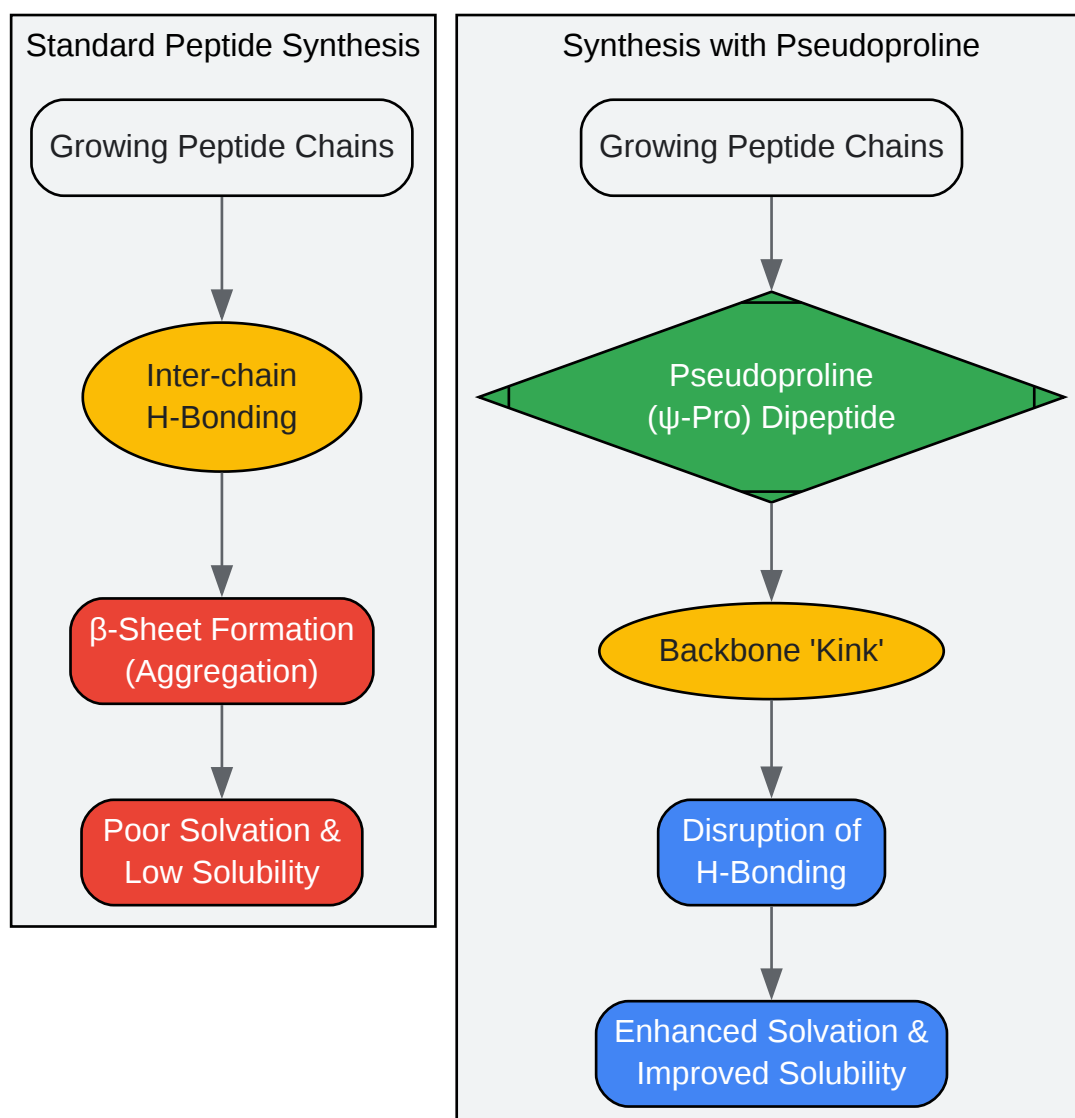 Standard Peptide Synthesis
Growing Peptide Chains
Inter-chain
H-Bonding
β-Sheet Formation
(Aggregation)
Poor Solvation &
Low Solubility
Synthesis with Pseudoproline
Growing Peptide Chains
Pseudoproline
(ψ-Pro) Dipeptide
Backbone 'Kink'
Disruption of
H-Bonding
Enhanced Solvation &
Improved Solubility